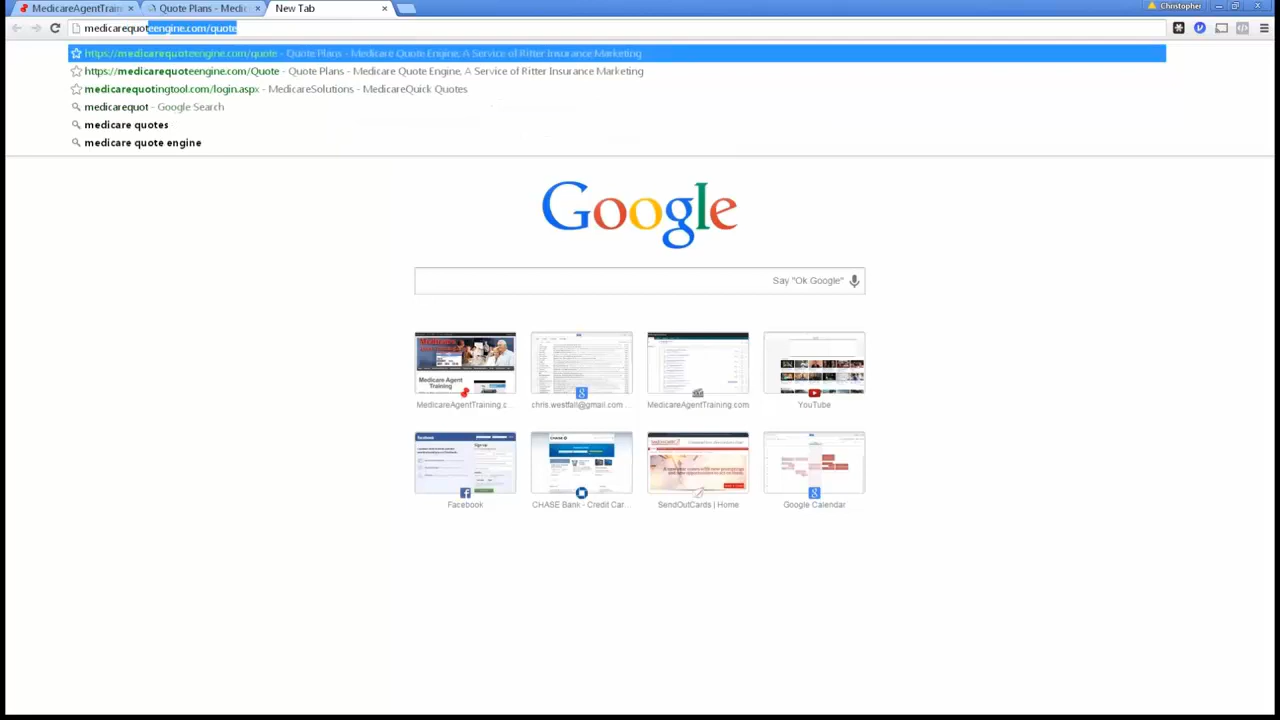 MedicareAgentTrain
Quote Plans - Medic
New Tab
Christopher
medicarequoteengine.com/quote
https://medicarequoteengine.com/quote - Quote Plans - Medicare Quote Engine, A Service of Ritter Insurance Marketing
https://medicarequoteengine.com/Quote - Quote Plans - Medicare Quote Engine, A Service of Ritter Insurance Marketing
medicarequotingtool.com/login.aspx - MedicareSolutions - MedicareQuick Quotes
medicarequot - Google Search
medicare quotes
medicare quote engine
Google
Say "Ok Google"
Medicare Agent
Training
MedicareAgentTraining.c...
chris.westfall@gmail.com ...
MedicareAgentTraining.com
YouTube
Facebook
CHASE Bank - Credit Car...
SendOutCards | Home
Google Calendar